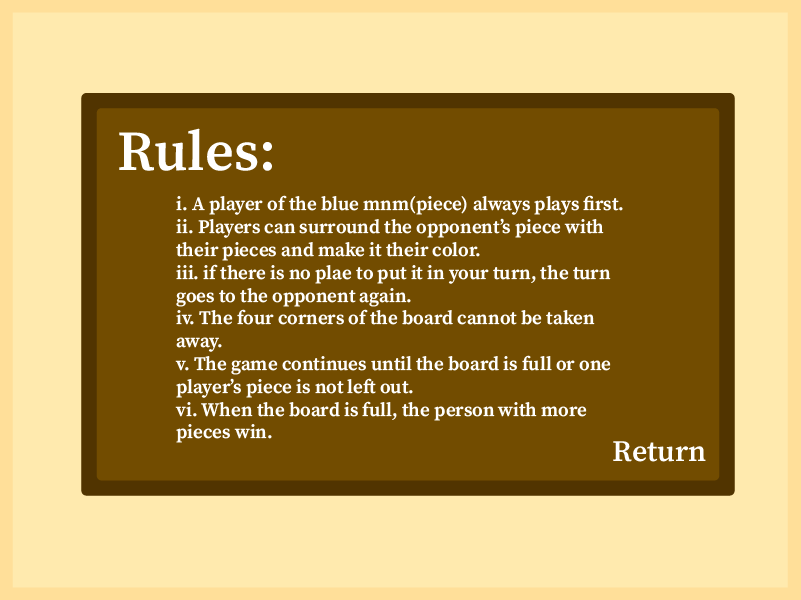 Rules:
i. A player of the blue mnm(piece) always plays first.
ii. Players can surround the opponent’s piece with
their pieces and make it their color.
iii. if there is no plae to put it in your turn, the turn
goes to the opponent again.
iv. The four corners of the board cannot be taken
away.
v. The game continues until the board is full or one
player’s piece is not left out.
vi. When the board is full, the person with more
pieces win.
Return